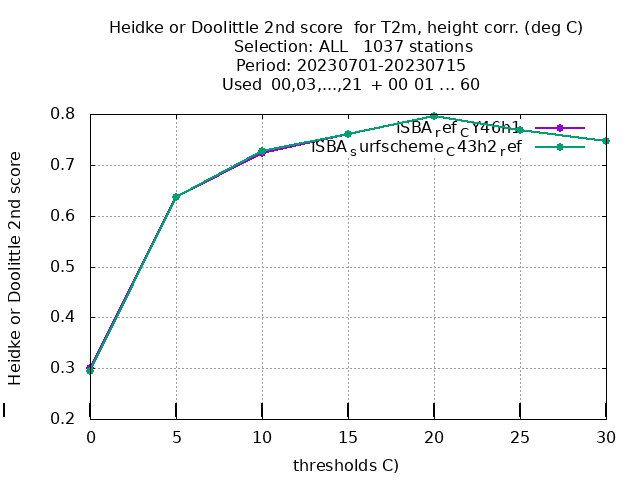 Heidke or Doolittle 2nd score  for T2m, height corr. (deg C)
Selection: ALL   1037 stations
Period: 20230701-20230715
Used  00,03,...,21  + 00 01 ... 60
0.8
0.7
0.6
0.5
0.4
0.3
0.2
Heidke or Doolittle 2nd score
ISBA_ref_CY46h1
ISBA_surfscheme_C43h2_ref
0 5 10 15 20 25 30
thresholds C)